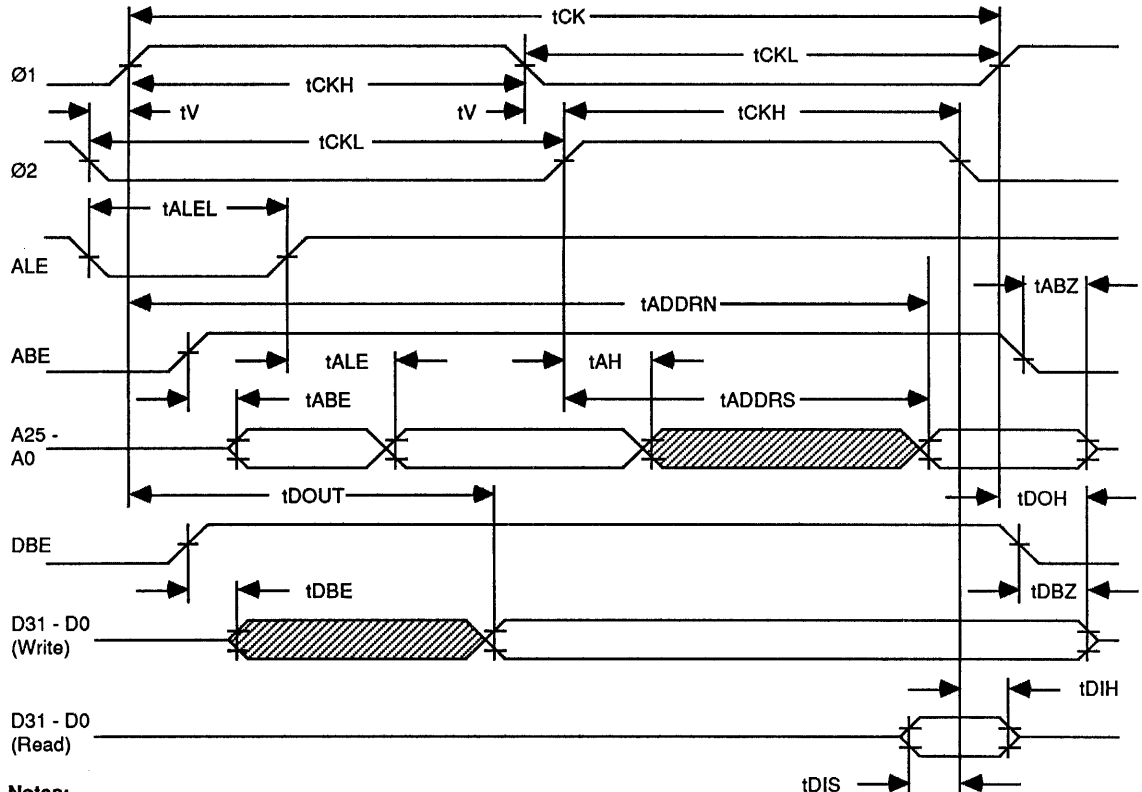 tCK
tCKL
Ø1
tCKH
tV
tV
tCKH
tCKL
Ø2
tALEL
ALE
tABZ
tADDRN
ABE
tALE
tAH
tABE
tADDRS
A25 -
A0
tDOUT
tDOH
DBE
tDBE
tDBZ
D31 - D0
(Write)
tDIH
D31 - D0
(Read)
tDIS
Notes: